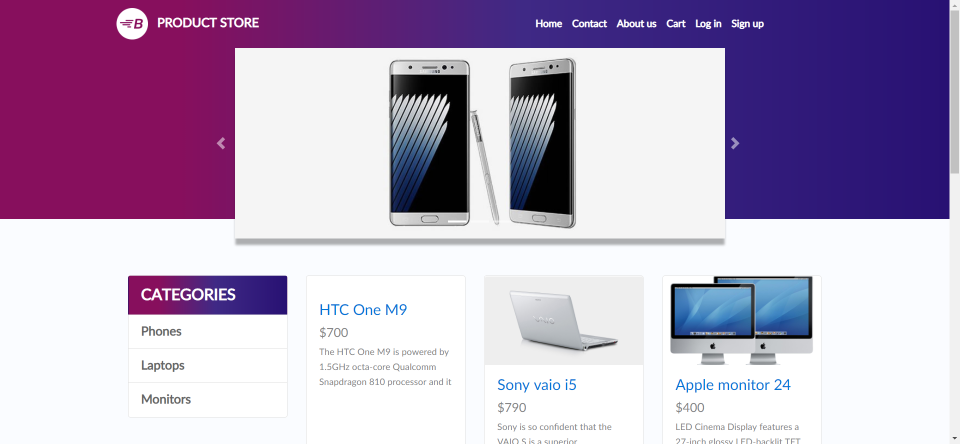 B PRODUCT STORE
Home Contact About us Cart Log in Sign up
SAMSUNG
SAMSUNG
CATEGORIES
Phones
Laptops
Monitors
HTC One M9
$700
The HTC One M9 is powered by
1.5GHz octa-core Qualcomm
Snapdragon 810 processor and it
VAIO
Sony vaio i5
$790
Sony is so confident that the
VAIO S is a superior
Apple monitor 24
$400
LED Cinema Display features a
27-inch glossy LED-backlit TFT